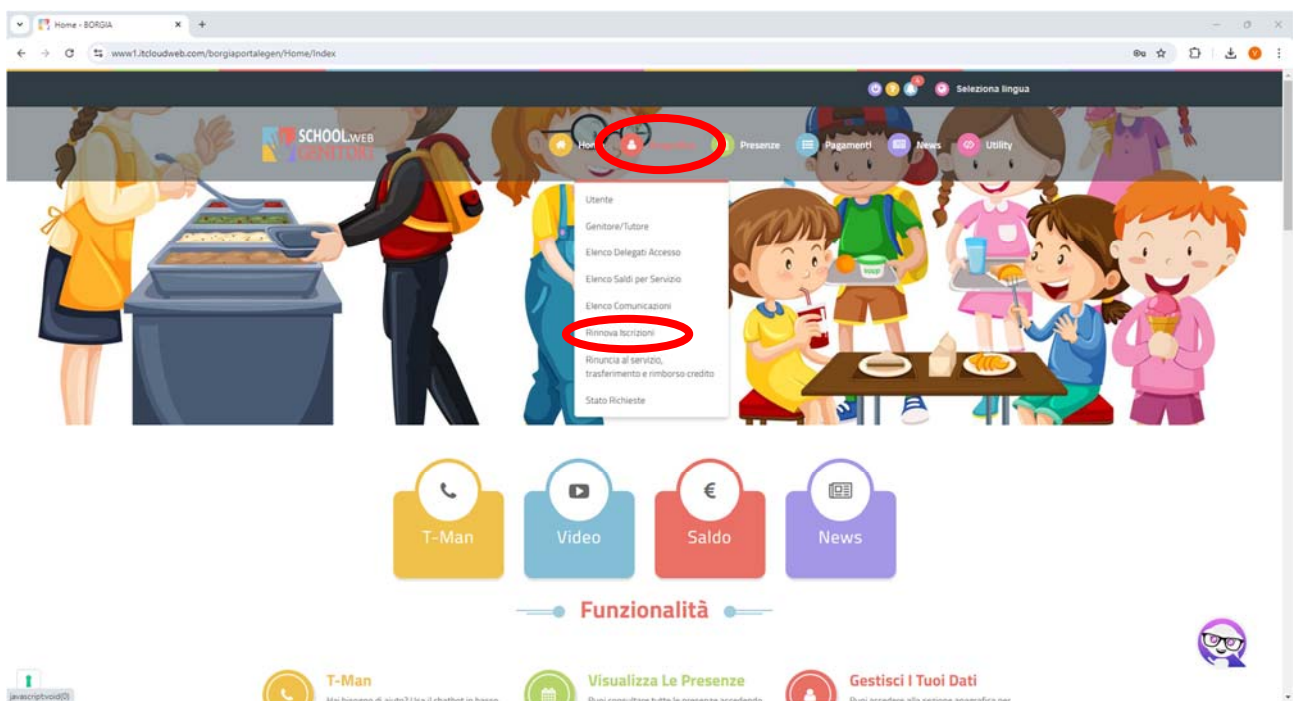 Home - BORGIA
www1.itcloudweb.com/borgiaportalegen/Home/Index
Seleziona lingua
SCHOOL.WEB
GENITORI
Presenze
Pagamenti
News
Utility
Utente
Genitore/Tutore
Elenco Delegati Accesso
Elenco Saldi per Servizio
Elenco Comunicazioni
Rinnova Iscrizioni
Rinuncia al servizio,
trasferimento e rimborso credito
Stato Richieste
soup
T-Man
Video
Saldo
News
Funzionalità
T-Man
Visualizza Le Presenze
Gestisci I Tuoi Dati
javascript:void(0)